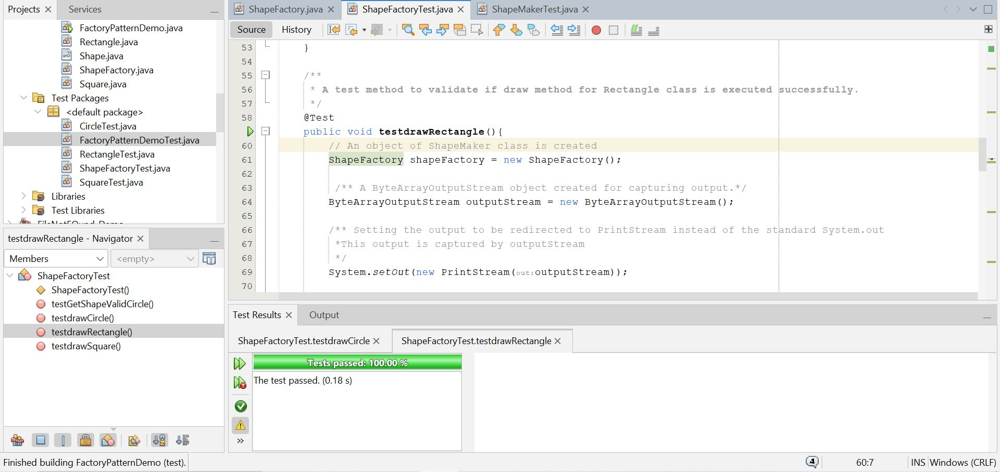 Projects
Services
FactoryPatternDemo.java
Rectangle.java
Shape.java
ShapeFactory.java
Square.java
Test Packages
<default package>
CircleTest.java
FactoryPatternDemoTest.java
RectangleTest.java
ShapeFactoryTest.java
SquareTest.java
Libraries
Test Libraries
testdrawRectangle - Navigator
Members
<empty>
ShapeFactoryTest
ShapeFactoryTest()
testGetShapeValidCircle()
testdrawCircle()
testdrawRectangle()
testdrawSquare()
ShapeFactory.java
ShapeFactoryTest.java
ShapeMakerTest.java
Source
History
53 }
54
55 /**
56 * A test method to validate if draw method for Rectangle class is executed successfully.
57 */
58 @Test
public void testdrawRectangle(){
60 // An object of ShapeMaker class is created
61 ShapeFactory shapeFactory = new ShapeFactory();
62
63 /** A ByteArrayOutputStream object created for capturing output.*/
64 ByteArrayOutputStream outputStream = new ByteArrayOutputStream();
65
66 /** Setting the output to be redirected to PrintStream instead of the standard System.out
67 *This output is captured by outputStream
68 */
69 System.setOut(new PrintStream(out:outputStream));
70
Test Results
Output
ShapeFactoryTest.testdrawCircle
ShapeFactoryTest.testdrawRectangle
Tests passed: 100.00 %
The test passed. (0.18 s)
Finished building FactoryPatternDemo (test).
4
60:7
INS
Windows (CRLF)